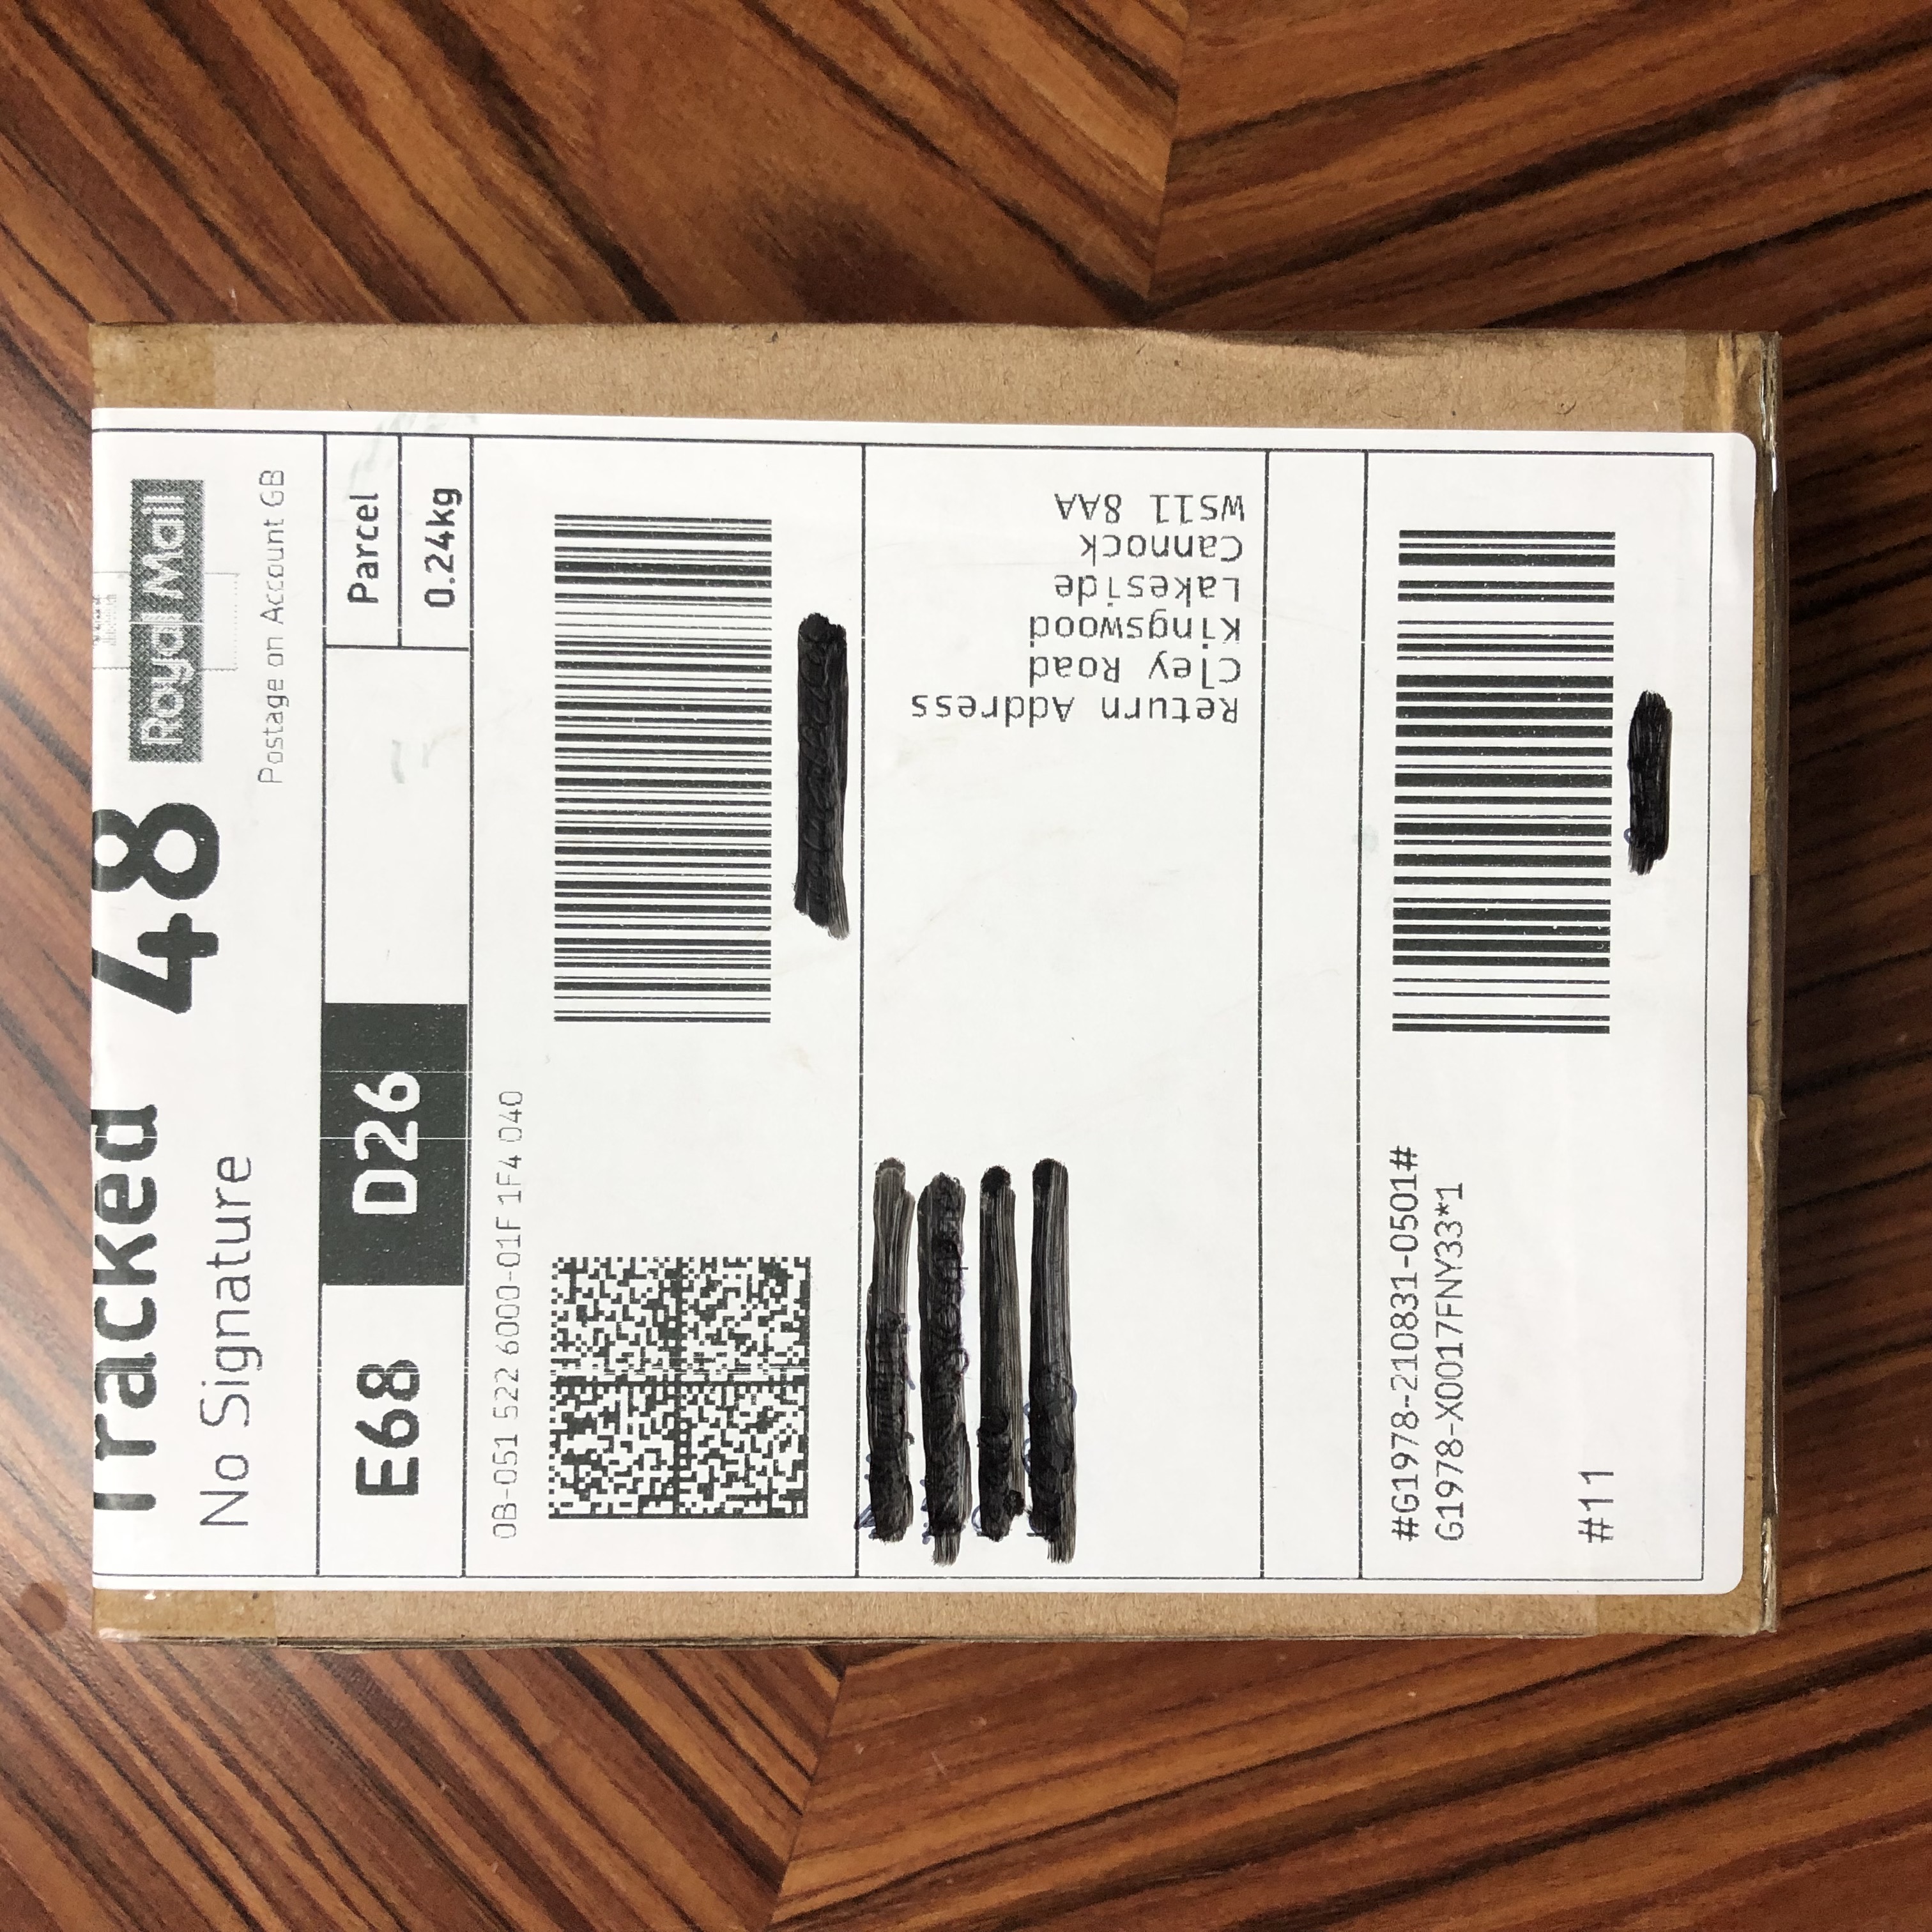 Tracked 48
No Signature
Royal Mail
Postage on Account GB
E68
D26
Parcel
0.24kg
0B-051 522 6000-01F 1F4 040
Return Address
Cley Road
Kingswood
Lakeside
Cannock
WS11 8AA
#G1978-210831-0501#
G1978-X0017FNY33*1
#11